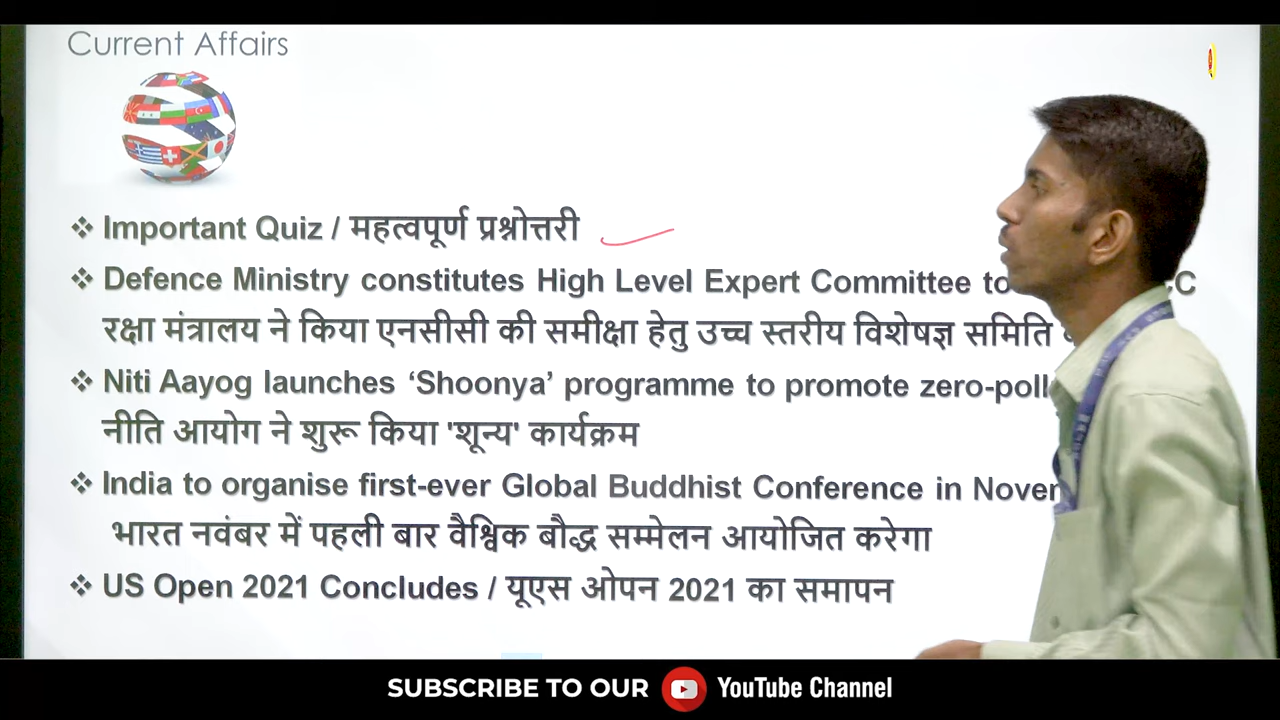 Current Affairs
❖ Important Quiz / महत्वपूर्ण प्रश्नोत्तरी
❖ Defence Ministry constitutes High Level Expert Committee to
रक्षा मंत्रालय ने किया एनसीसी की समीक्षा हेतु उच्च स्तरीय विशेषज्ञ समिति
❖ Niti Aayog launches ‘Shoonya’ programme to promote
नीति आयोग ने शुरू किया 'शून्य' कार्यक्रम
❖ India to organise first-ever Global Buddhist Conference in
भारत नवंबर में पहली बार वैश्विक बौद्ध सम्मेलन आयोजित करेगा
❖ US Open 2021 Concludes / यूएस ओपन 2021 का समापन
SUBSCRIBE TO OUR YouTube Channel